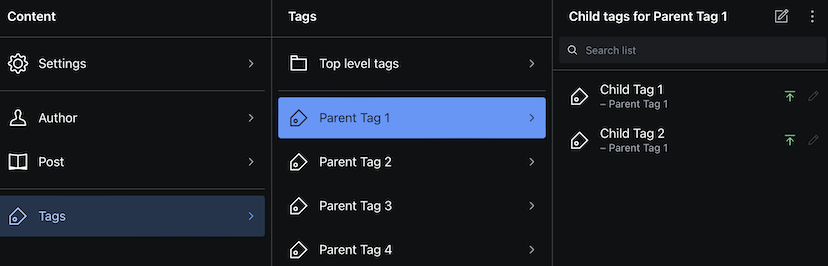 Content
Settings
Author
Post
Tags
Tags
Top level tags
Parent Tag 1
Parent Tag 2
Parent Tag 3
Parent Tag 4
Child tags for Parent Tag 1
Search list
Child Tag 1
– Parent Tag 1
Child Tag 2
– Parent Tag 1